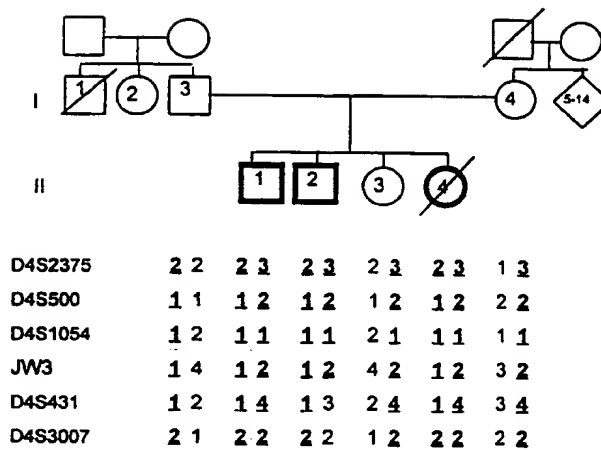 1 2 3 4 5-14
I
1 2 3 4
II
D4S2375 2 2 2 3 2 3 2 3 2 3 1 3
D4S500 1 1 1 2 1 2 1 2 1 2 2 2
D4S1054 1 2 1 1 1 1 2 1 1 1 1 1
JW3 1 4 1 2 1 2 4 2 1 2 3 2
D4S431 1 2 1 4 1 3 2 4 1 4 3 4
D4S3007 2 1 2 2 2 2 1 2 2 2 2 2